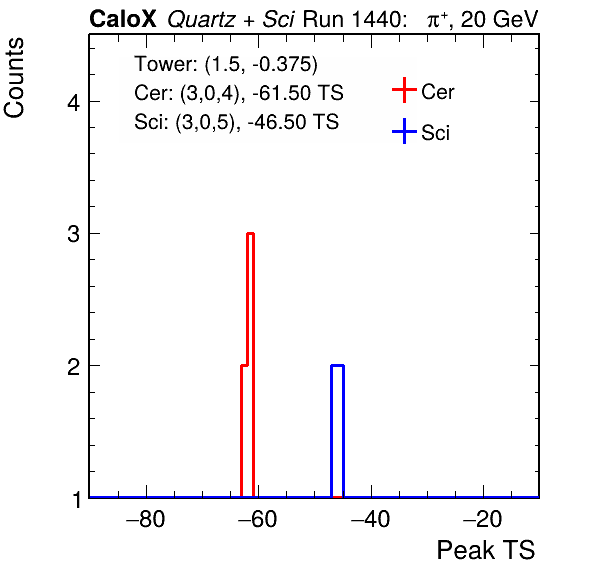 CaloX Quartz + Sci Run 1440: π⁺, 20 GeV
Tower: (1.5, -0.375)
Cer: (3,0,4), -61.50 TS
Sci: (3,0,5), -46.50 TS
Cer
Sci
Counts
4
3
2
1
−80 −60 −40 −20
Peak TS